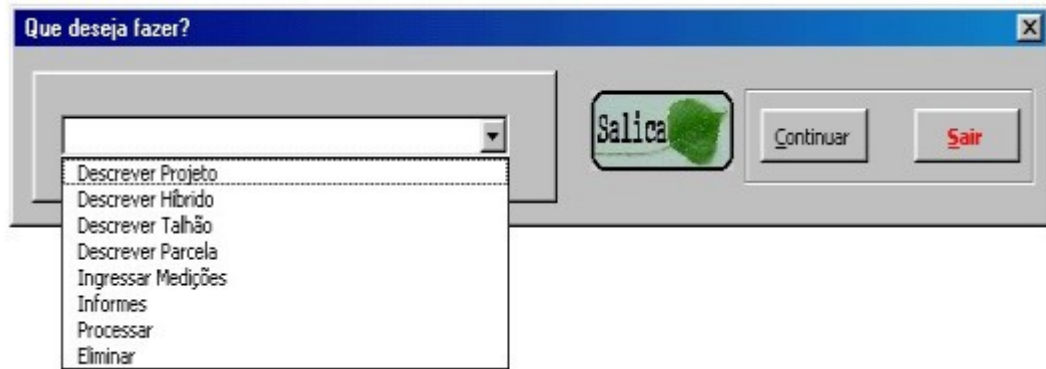 Que deseja fazer?
Salica
Continuar
Sair
Descrever Projeto
Descrever Híbrido
Descrever Talhão
Descrever Parcela
Ingressar Medições
Informes
Processar
Eliminar